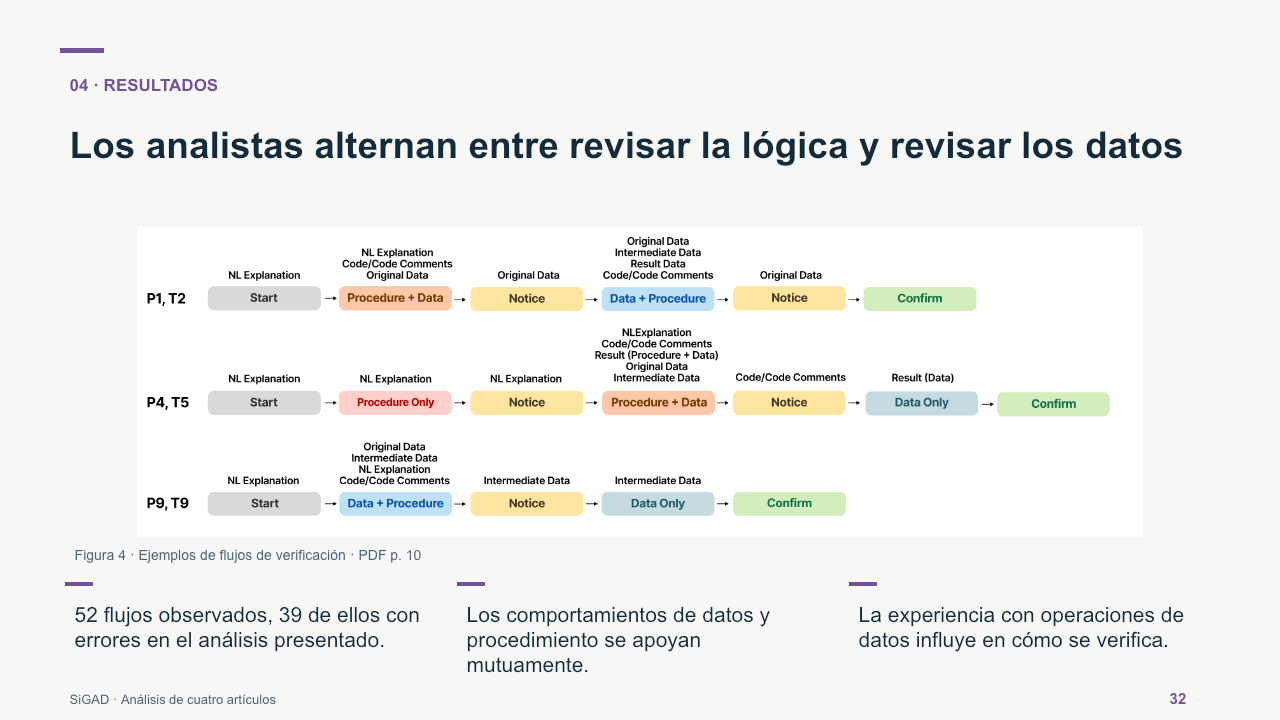 04 · RESULTADOS
Los analistas alternan entre revisar la lógica y revisar los datos
P1, T2
NL Explanation
Start
NL Explanation
Code/Code Comments
Original Data
Procedure + Data
Original Data
Notice
Original Data
Intermediate Data
Result Data
Code/Code Comments
Data + Procedure
Original Data
Notice
Confirm
P4, T5
NL Explanation
Start
NL Explanation
Procedure Only
NL Explanation
Notice
NLExplanation
Code/Code Comments
Result (Procedure + Data)
Original Data
Intermediate Data
Procedure + Data
Code/Code Comments
Notice
Result (Data)
Data Only
Confirm
P9, T9
NL Explanation
Start
Original Data
Intermediate Data
NL Explanation
Code/Code Comments
Data + Procedure
Intermediate Data
Notice
Intermediate Data
Data Only
Confirm
Figura 4 · Ejemplos de flujos de verificación · PDF p. 10
52 flujos observados, 39 de ellos con
errores en el análisis presentado.
Los comportamientos de datos y
procedimiento se apoyan
mutuamente.
La experiencia con operaciones de
datos influye en cómo se verifica.
SiGAD · Análisis de cuatro artículos
32